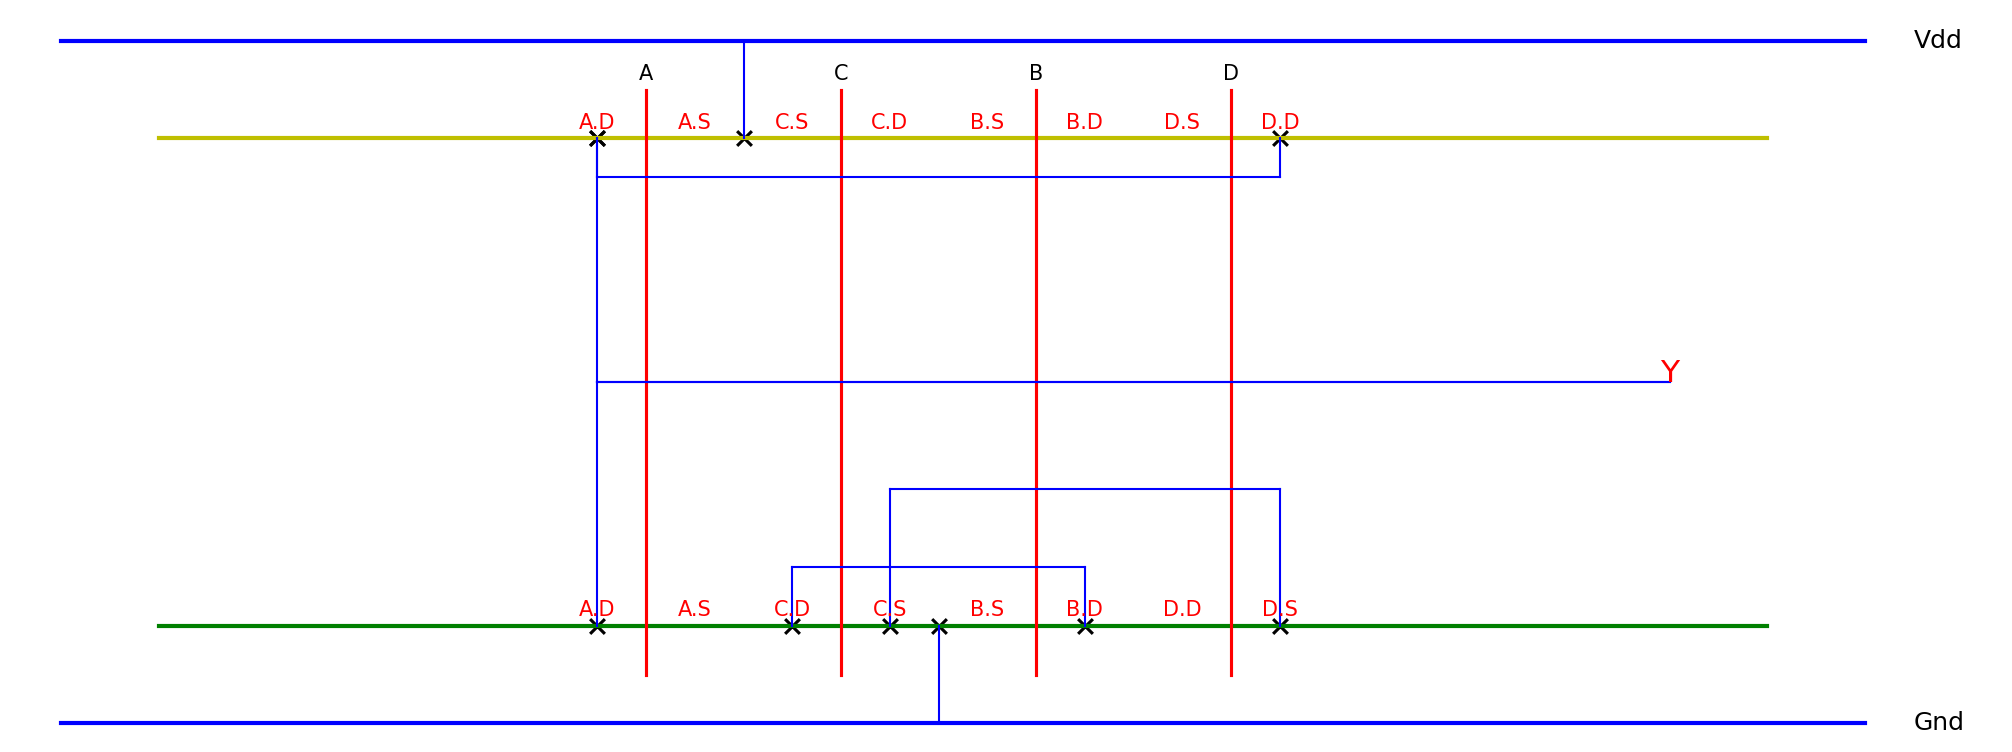 Vdd
A C B D
A.D A.S C.S C.D B.S B.D D.S D.D
Y
A.D A.S C.D C.S B.S B.D D.D D.S
Gnd